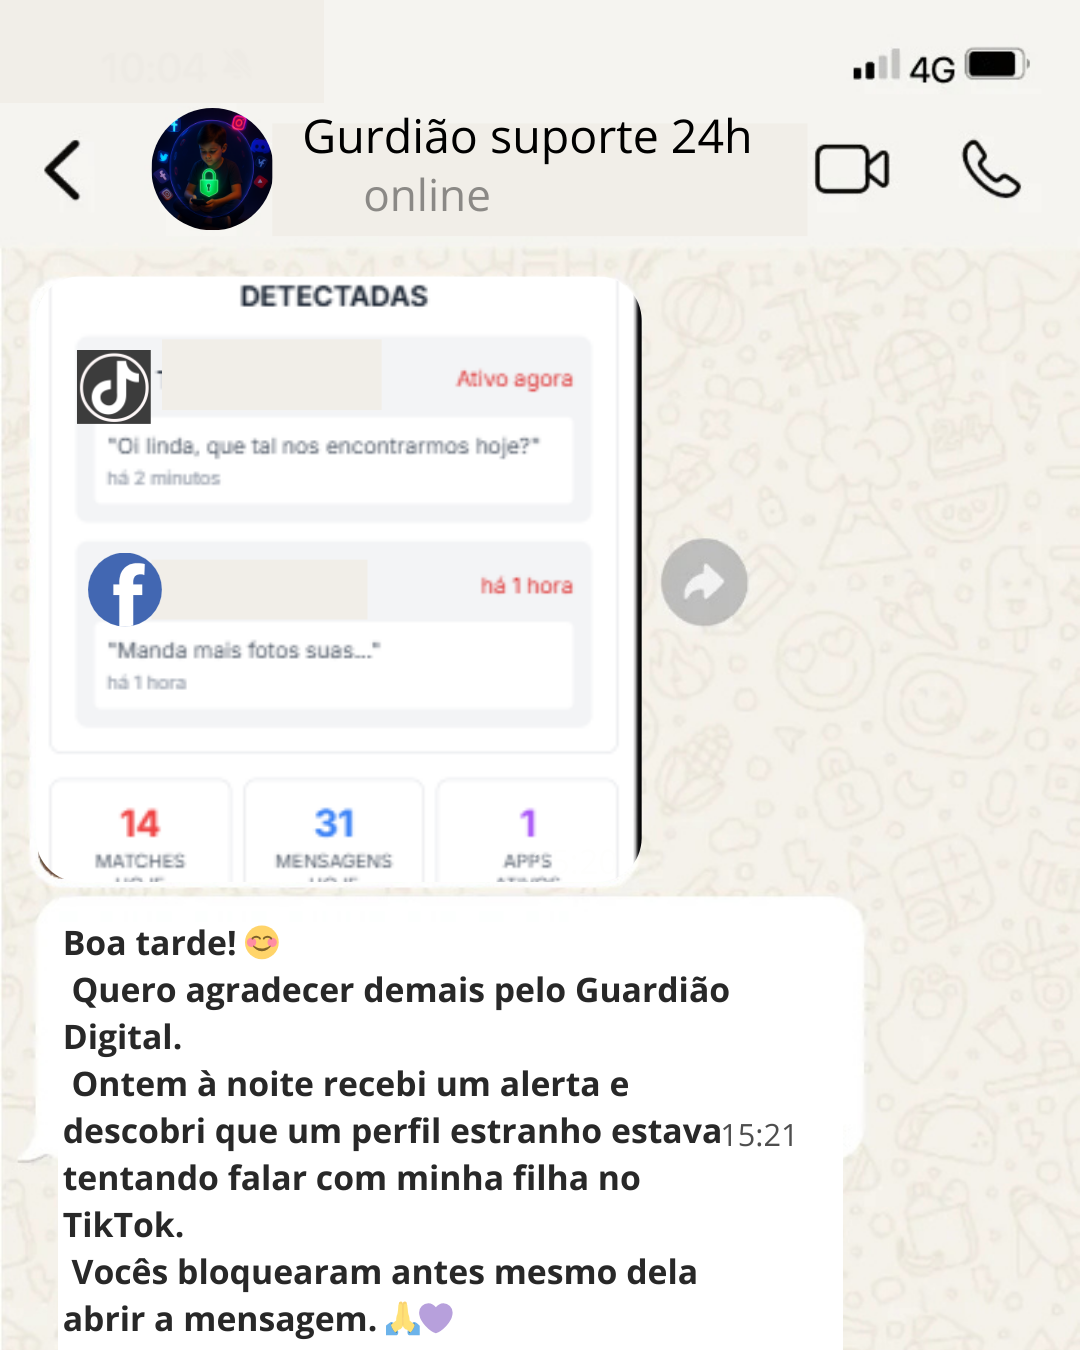 10:04
4G
Gurdião suporte 24h
online
DETECTADAS
Ativo agora
"Oi linda, que tal nos encontrarmos hoje?"
há 2 minutos
há 1 hora
"Manda mais fotos suas..."
há 1 hora
14
31
1
MATCHES
MENSAGENS
APPS
Boa tarde! 😊
Quero agradecer demais pelo Guardião
Digital.
Ontem à noite recebi um alerta e
descobri que um perfil estranho estava
15:21
tentando falar com minha filha no
TikTok.
Vocês bloquearam antes mesmo dela
abrir a mensagem. 🙏💜